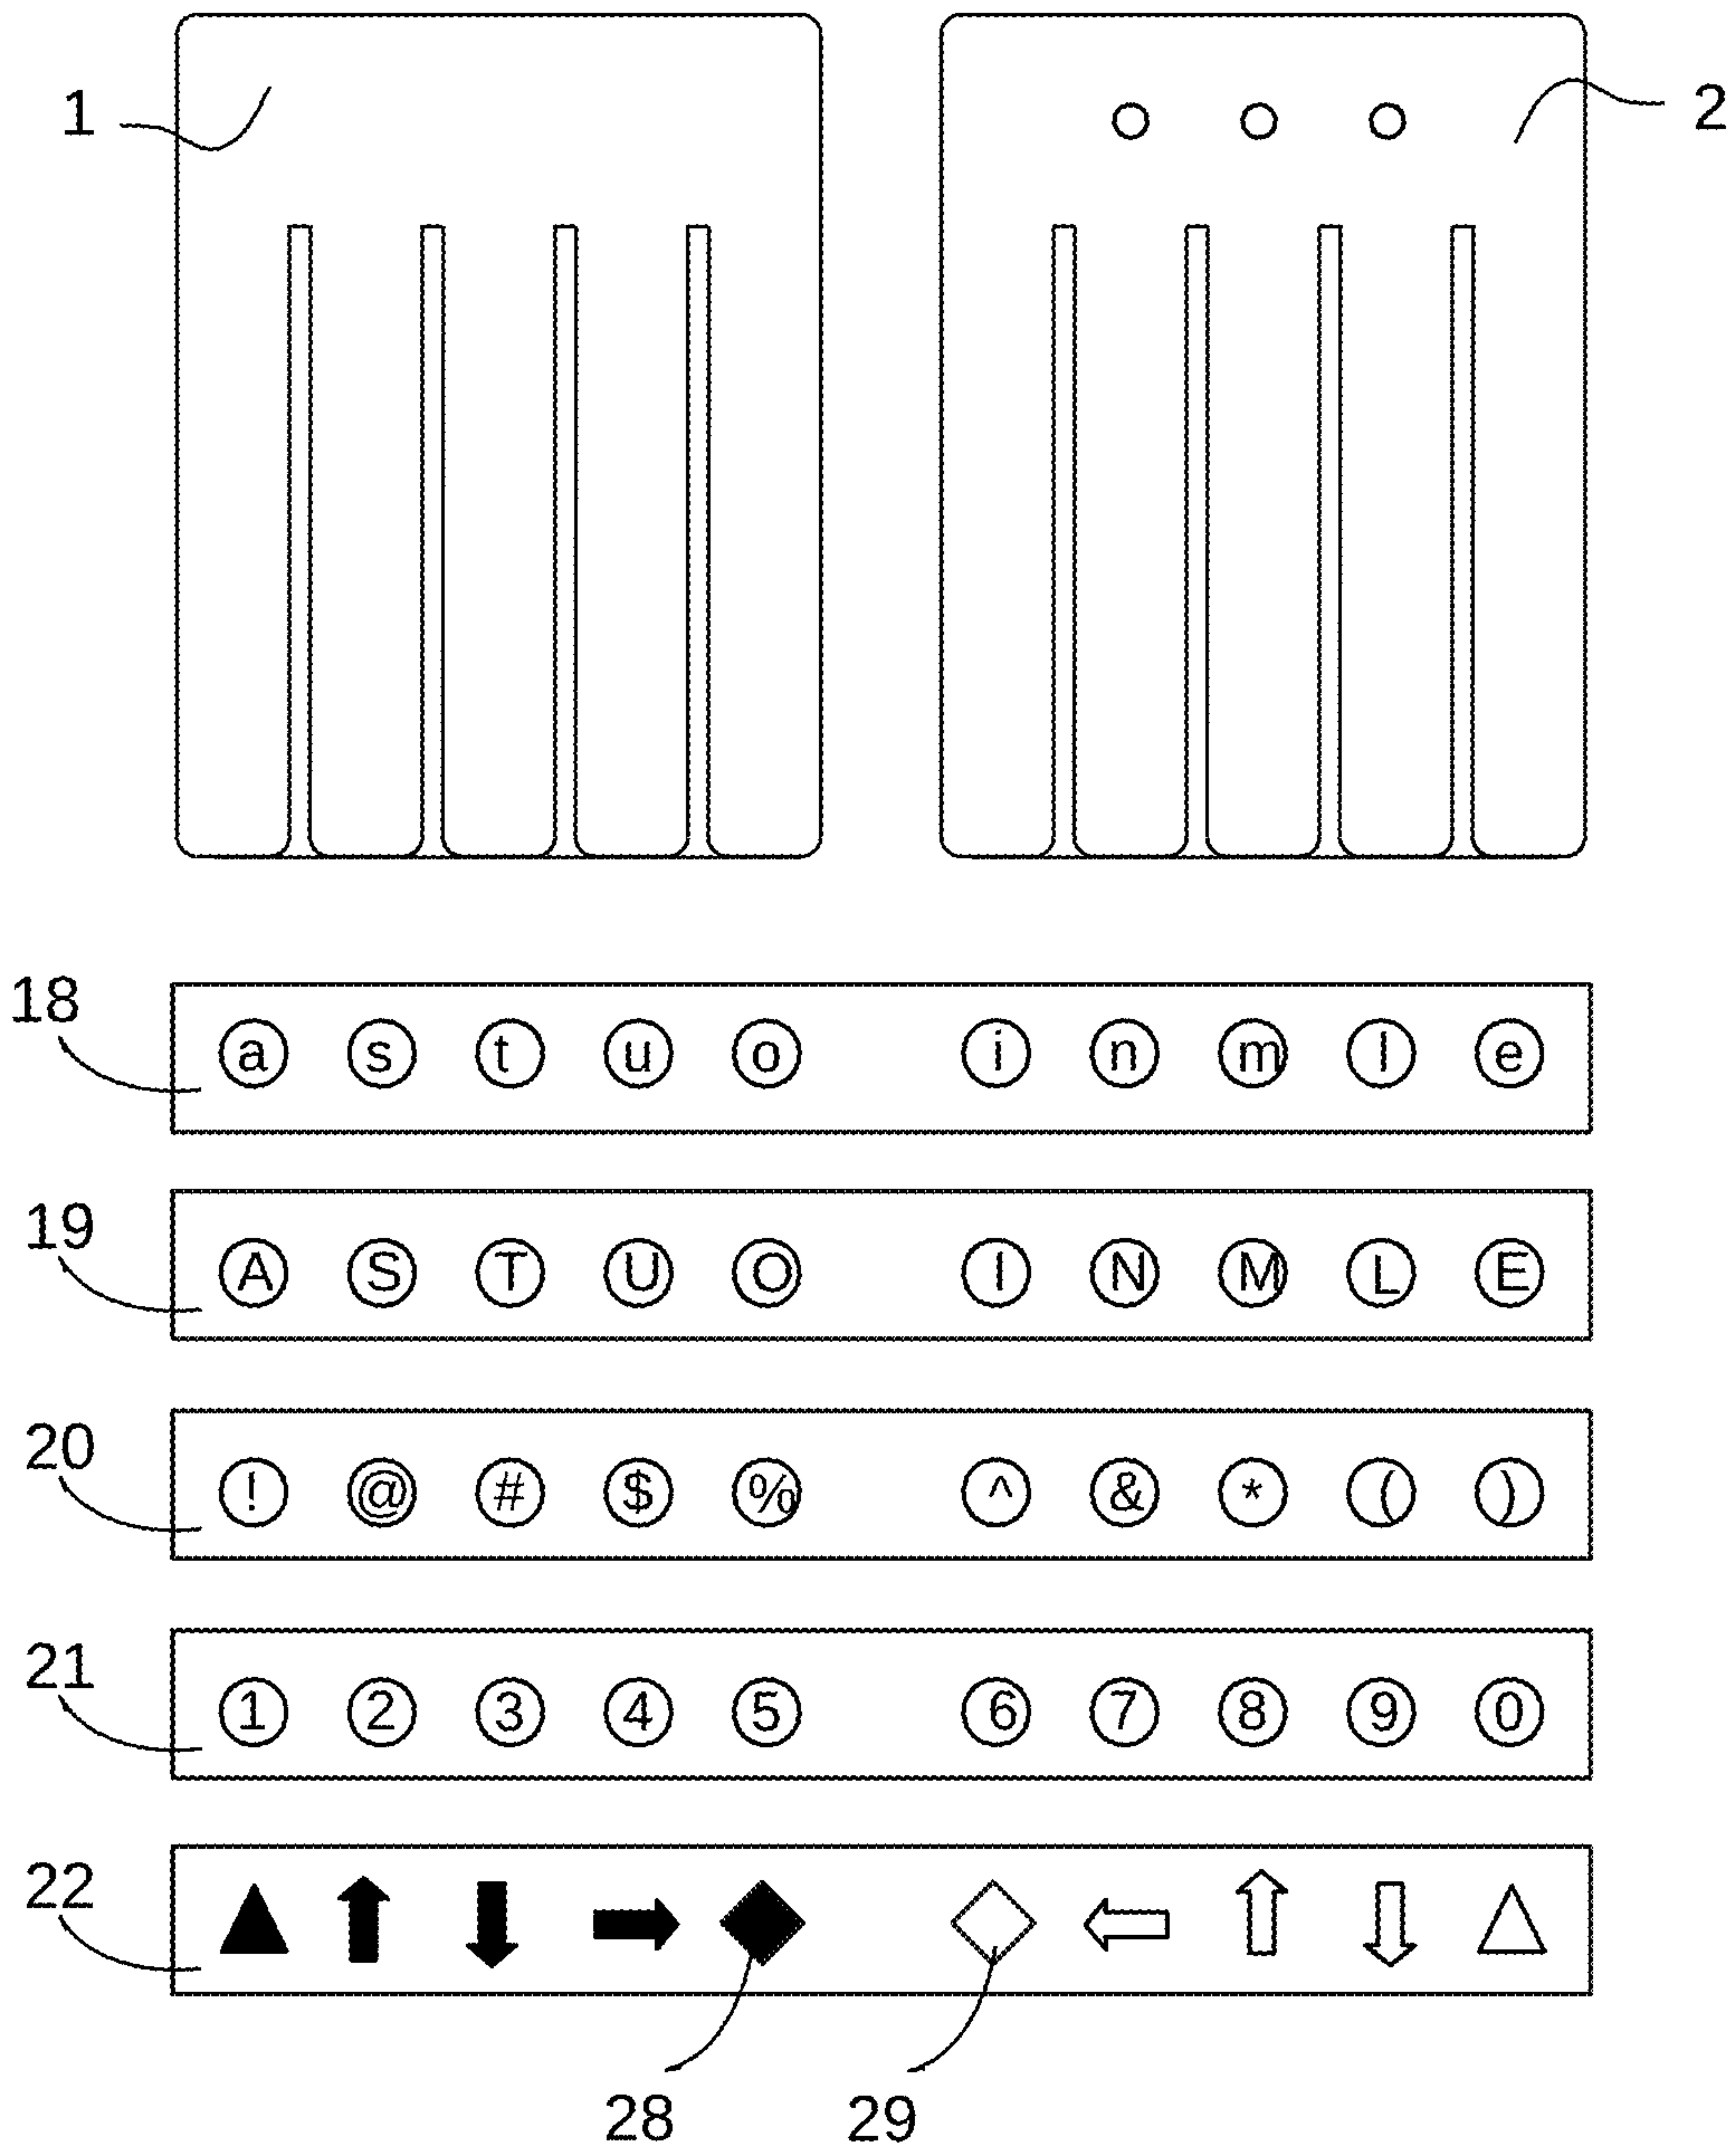 1 2
18 a s t u o i n m l e
19 A S T U O I N M L E
20 ! @ # $ % ^ & * ( )
21 1 2 3 4 5 6 7 8 9 0
22
28 29